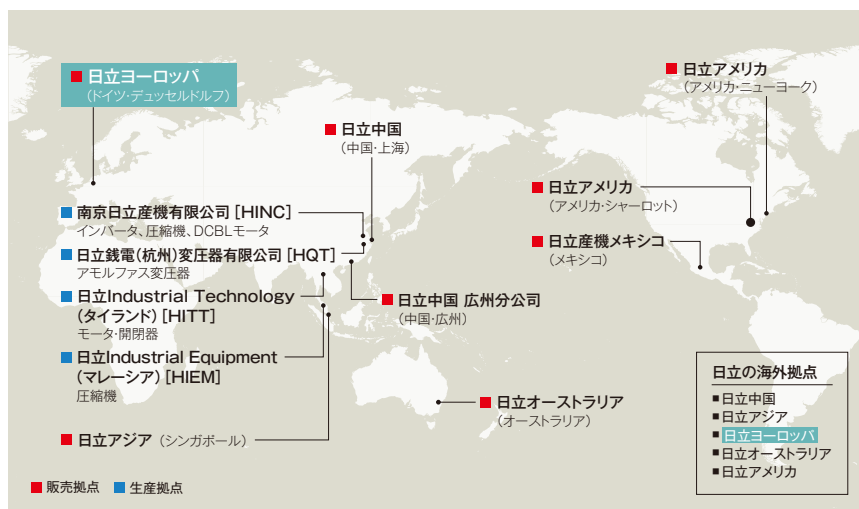 ■ 日立ヨーロッパ
（ドイツ・デュッセルドルフ）
■ 日立アメリカ
（アメリカ・ニューヨーク）
■ 日立中国
（中国・上海）
■ 日立アメリカ
（アメリカ・シャーロット）
■ 南京日立産機有限公司 [HINC]
インバータ、圧縮機、DCBLモータ
■ 日立産機メキシコ
（メキシコ）
■ 日立銭電（杭州）変圧器有限公司 [HQT]
アモルファス変圧器
■ 日立Industrial Technology
（タイランド） [HITT]
モータ・開閉器
■ 日立中国 広州分公司
（中国・広州）
■ 日立Industrial Equipment
（マレーシア） [HIEM]
圧縮機
■ 日立オーストラリア
（オーストラリア）
■ 日立アジア （シンガポール）
日立の海外拠点
■日立中国
■日立アジア
■日立ヨーロッパ
■日立オーストラリア
■日立アメリカ
■ 販売拠点 ■ 生産拠点